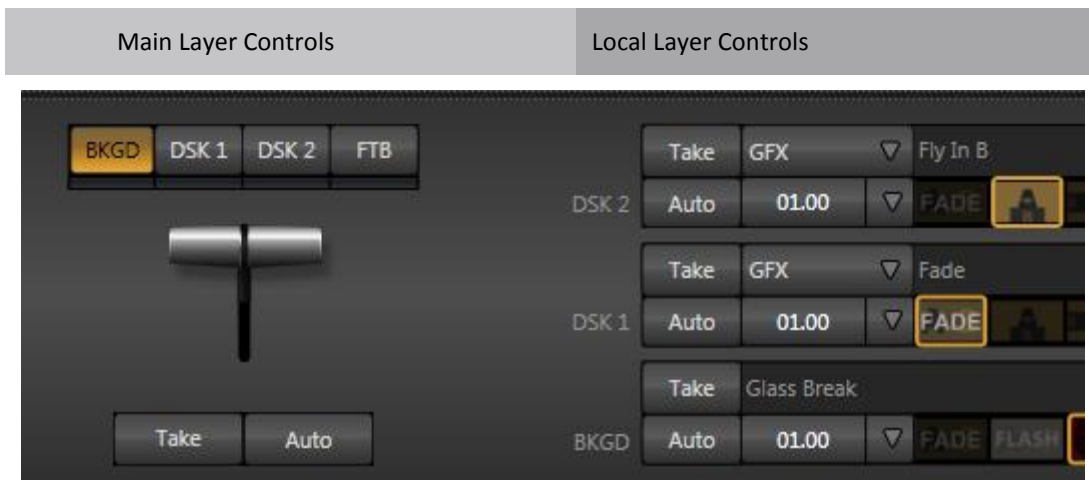 Main Layer Controls
Local Layer Controls
BKGD DSK 1 DSK 2 FTB
Take GFX Fly In B
DSK 2 Auto 01.00 FADE
Take GFX Fade
DSK 1 Auto 01.00 FADE
Take Glass Break
Take Auto
BKGD Auto 01.00 FADE FLASH